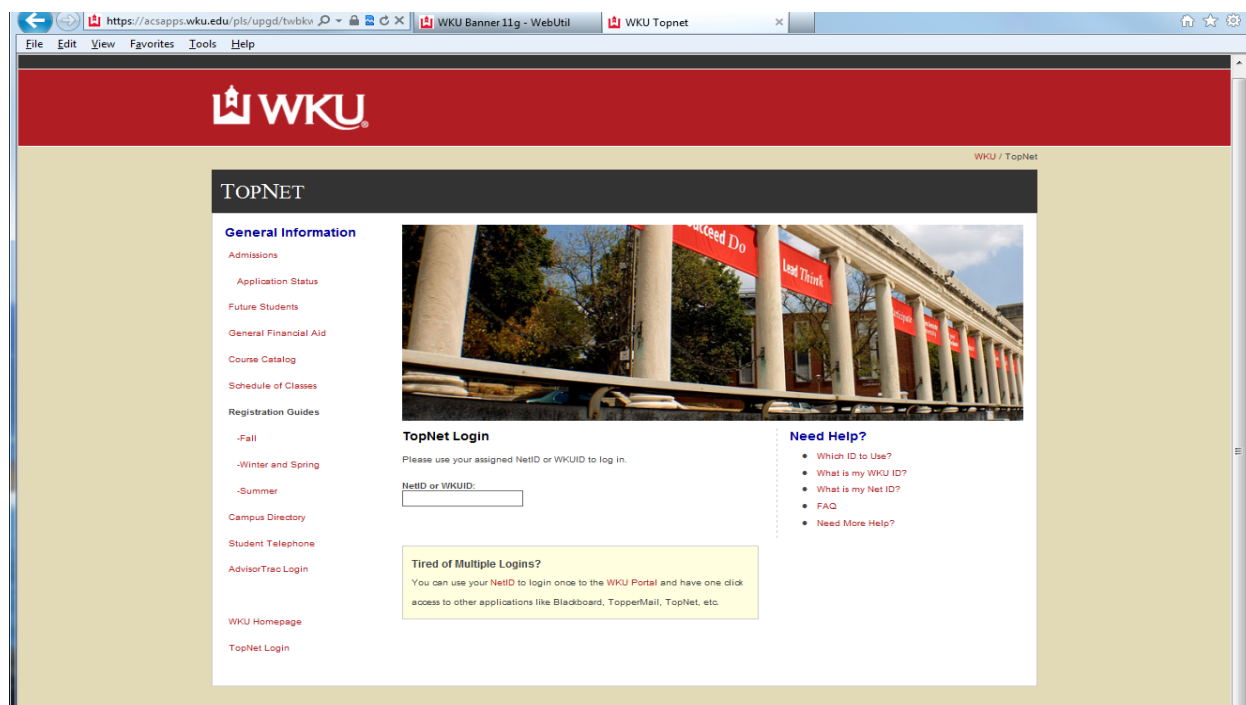 https://acsapps.wku.edu/pls/upgd/twbkv
WKU Banner 11g - WebUtil
WKU Topnet
File Edit View Favorites Tools Help
WKU
WKU / TopNet
TOPNET
General Information
Admissions
Application Status
Future Students
General Financial Aid
Course Catalog
Schedule of Classes
Registration Guides
-Fall
-Winter and Spring
-Summer
Campus Directory
Student Telephone
AdvisorTrac Login
WKU Homepage
TopNet Login
Succeed Do
Lead Think
TopNet Login
Please use your assigned NetID or WKUID to log in.
NetID or WKUID:
Tired of Multiple Logins?
You can use your NetID to login once to the WKU Portal and have one click
access to other applications like Blackboard, TopperMail, TopNet, etc.
Need Help?
Which ID to Use?
What is my WKU ID?
What is my Net ID?
FAQ
Need More Help?